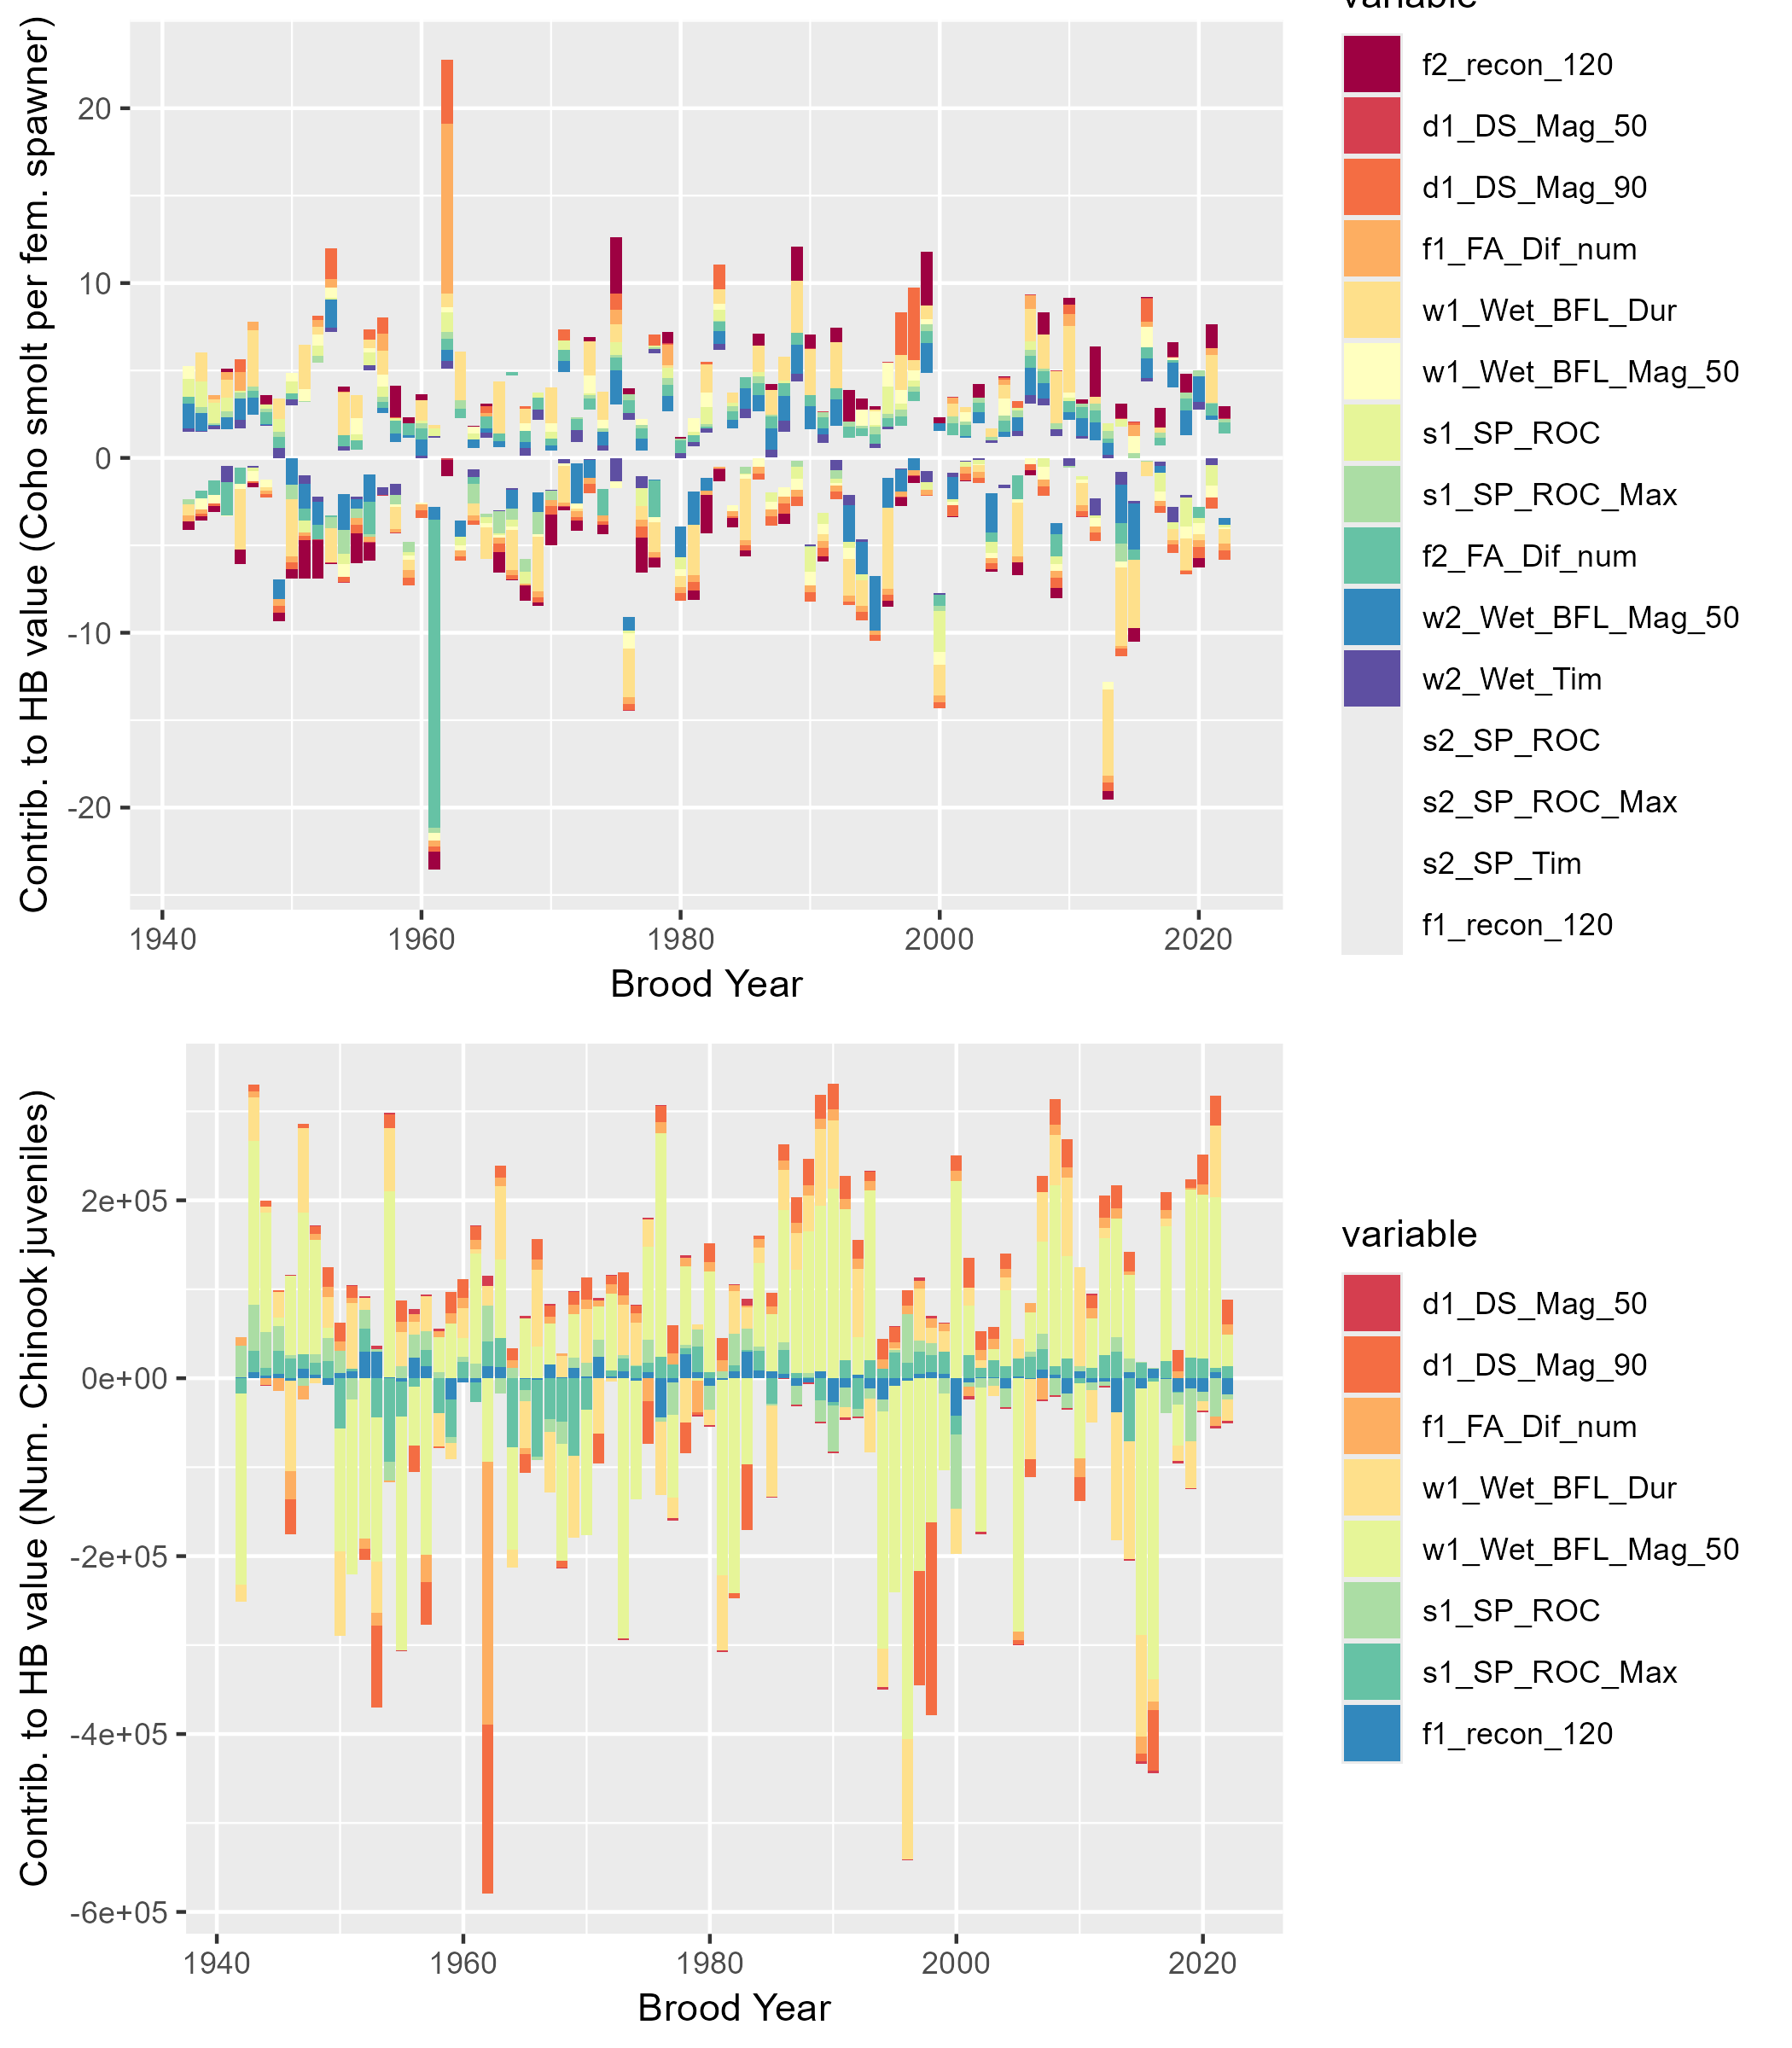 variable
Contrib. to HB value (Coho smolt per fem. spawner)
20
10
0
-10
-20
1940
1960
1980
2000
2020
Brood Year
f2_recon_120
d1_DS_Mag_50
d1_DS_Mag_90
f1_FA_Dif_num
w1_Wet_BFL_Dur
w1_Wet_BFL_Mag_50
s1_SP_ROC
s1_SP_ROC_Max
f2_FA_Dif_num
w2_Wet_BFL_Mag_50
w2_Wet_Tim
s2_SP_ROC
s2_SP_ROC_Max
s2_SP_Tim
f1_recon_120
Contrib. to HB value (Num. Chinook juveniles)
2e+05
0e+00
-2e+05
-4e+05
-6e+05
1940
1960
1980
2000
2020
Brood Year
variable
d1_DS_Mag_50
d1_DS_Mag_90
f1_FA_Dif_num
w1_Wet_BFL_Dur
w1_Wet_BFL_Mag_50
s1_SP_ROC
s1_SP_ROC_Max
f1_recon_120